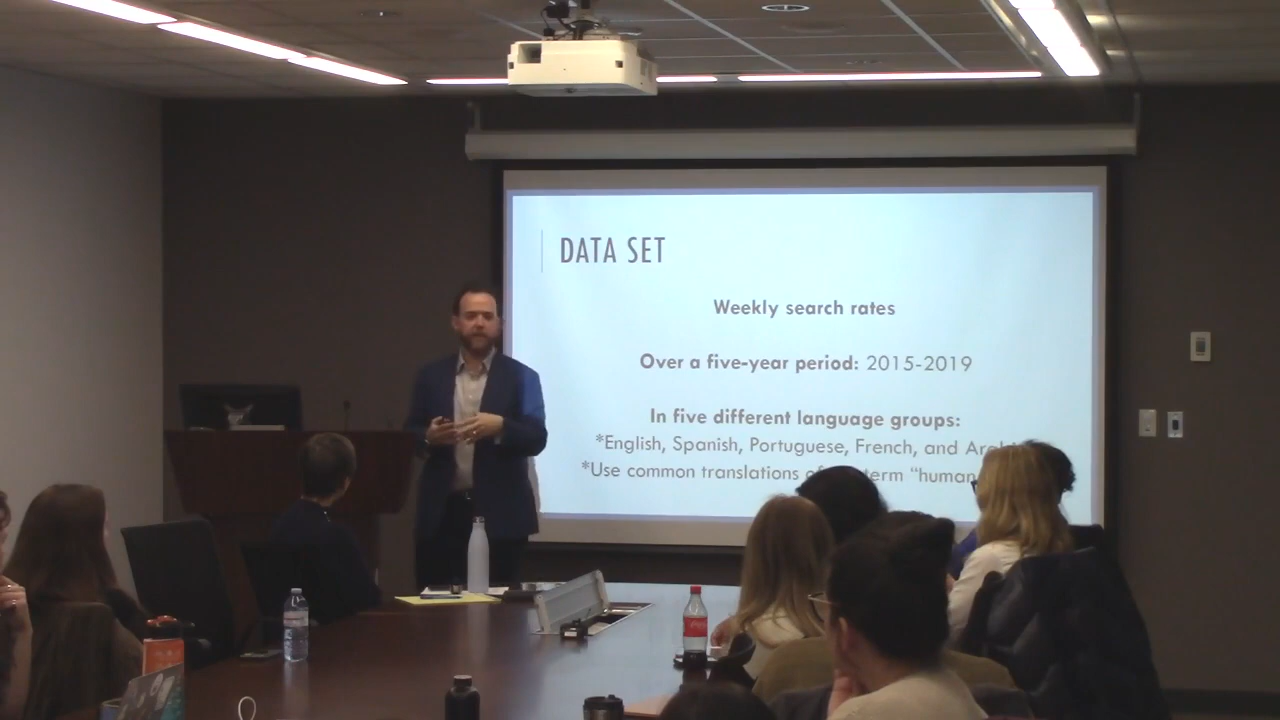 DATA SET
Weekly search rates
Over a five-year period: 2015-2019
In five different language groups:
*English, Spanish, Portuguese, French, and
*Use common translations term "human